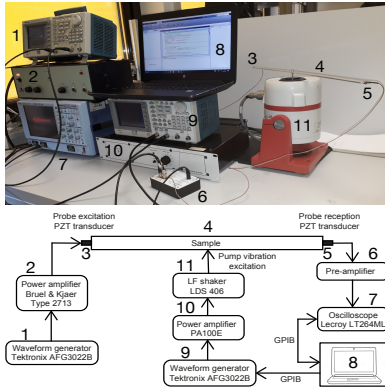 1
2
7
8
9
10
6
3
4
5
11
Probe excitation
PZT transducer
4
Probe reception
PZT transducer
Sample
3
5
2
Power amplifier
Bruel & Kjaer
Type 2713
1
Waveform generator
Tektronix AFG3022B
Pump vibration
excitation
11
LF shaker
LDS 406
10
Power amplifier
PA100E
9
Waveform generator
Tektronix AFG3022B
6
Pre-amplifier
7
Oscilloscope
Lecroy LT264ML
GPIB
GPIB
8